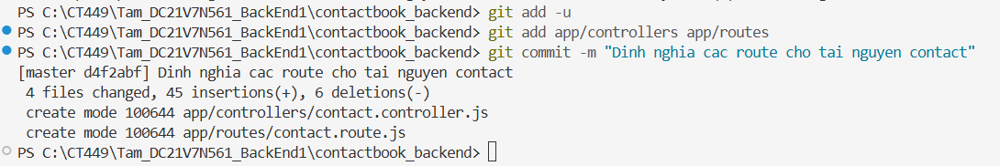 PS C:\CT449\Tam_DC21V7N561_BackEnd1\contactbook_backend> git add -u
PS C:\CT449\Tam_DC21V7N561_BackEnd1\contactbook_backend> git add app/controllers app/routes
PS C:\CT449\Tam_DC21V7N561_BackEnd1\contactbook_backend> git commit -m "Dinh nghia cac route cho tai nguyen contact"
[master d4f2abf] Dinh nghia cac route cho tai nguyen contact
 4 files changed, 45 insertions(+), 6 deletions(-)
 create mode 100644 app/controllers/contact.controller.js
 create mode 100644 app/routes/contact.route.js
PS C:\CT449\Tam_DC21V7N561_BackEnd1\contactbook_backend>